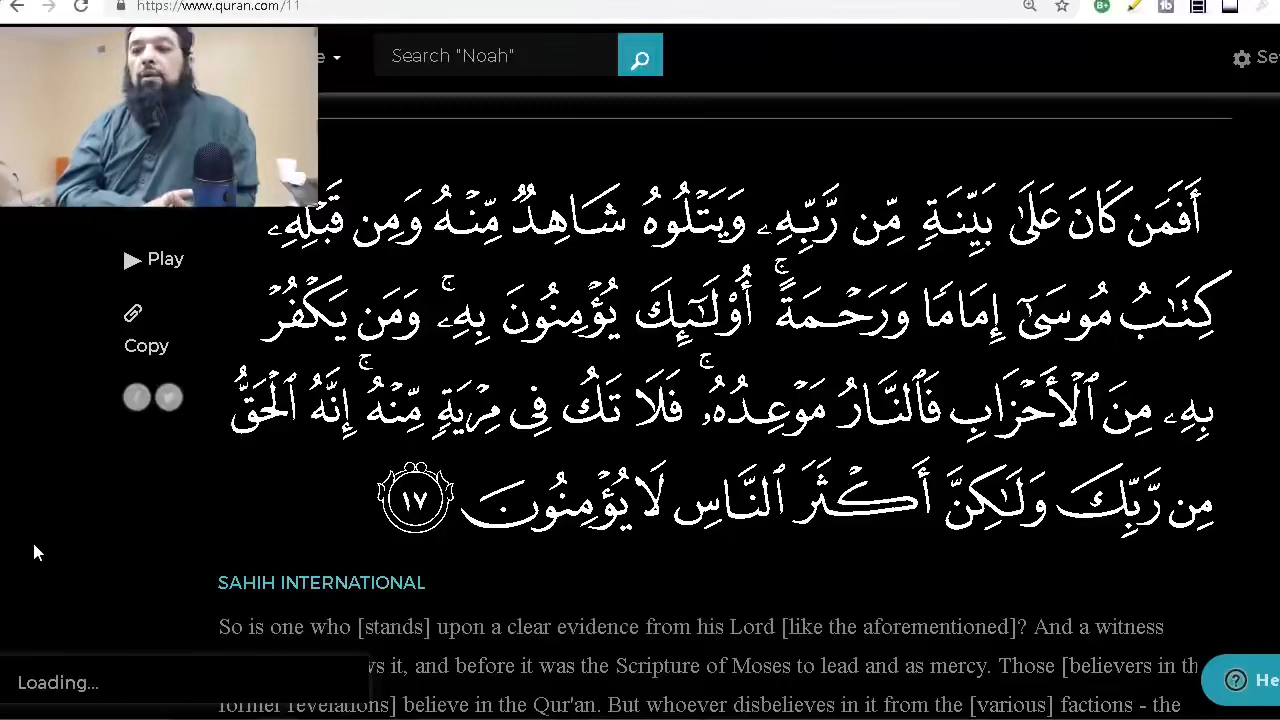 https://www.quran.com/11
Search "Noah"
أَفَمَن كَانَ عَلَىٰ بَيِّنَةٍ مِّن رَّبِّهِۦ وَيَتْلُوهُ شَاهِدٌ مِّنْهُ وَمِن قَبْلِهِۦ
Play
كِتَـٰبُ مُوسَىٰٓ إِمَامًا وَرَحْمَةً ۚ أُو۟لَـٰٓئِكَ يُؤْمِنُونَ بِهِۦ ۚ وَمَن يَكْفُرْ
Copy
بِهِۦ مِنَ ٱلْأَحْزَابِ فَٱلنَّارُ مَوْعِدُهُۥ ۚ فَلَا تَكُ فِى مِرْيَةٍ مِّنْهُ ۚ إِنَّهُ ٱلْحَقُّ
مِن رَّبِّكَ وَلَـٰكِنَّ أَكْثَرَ ٱلنَّاسِ لَا يُؤْمِنُونَ ١٧
SAHIH INTERNATIONAL
So is one who [stands] upon a clear evidence from his Lord [like the aforementioned]? And a witness
it, and before it was the Scripture of Moses to lead and as mercy. Those [believers in
Loading...
former revelations] believe in the Qur'an. But whoever disbelieves in it from the [various] factions - the